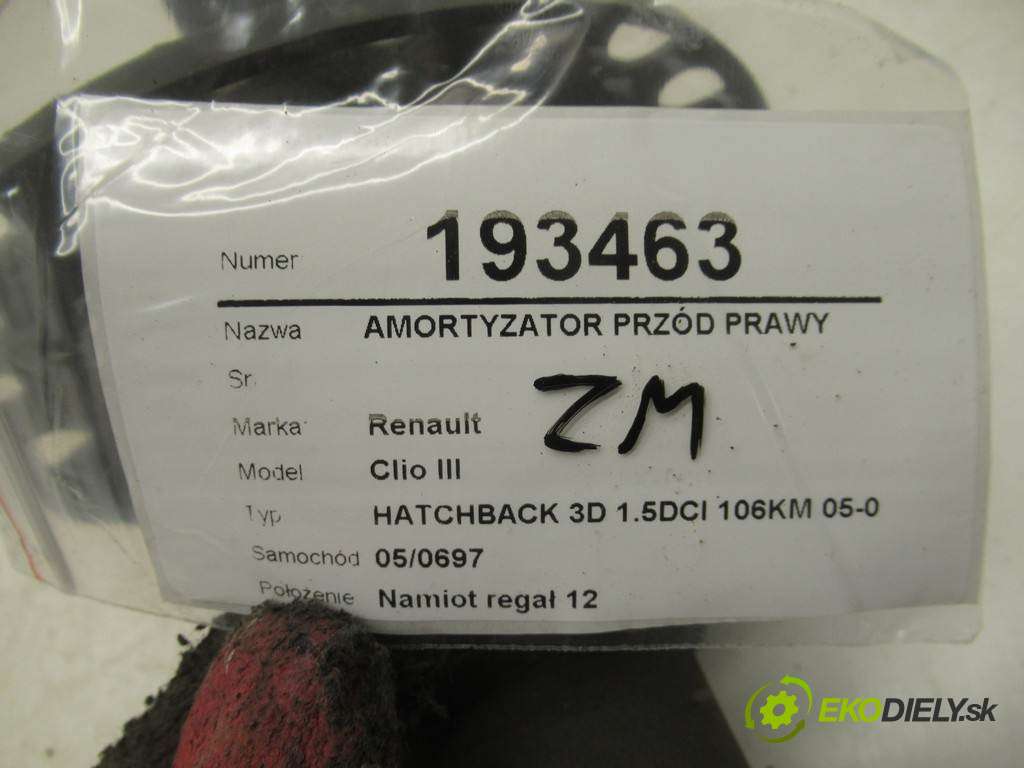 Numer 193463
Nazwa AMORTYZATOR PRZÓD PRAWY
Sr.
ZM
Marka Renault
Model Clio III
Typ HATCHBACK 3D 1.5DCI 106KM 05-0
Samochód 05/0697
Położenie Namiot regał 12
EKODIELY.sk